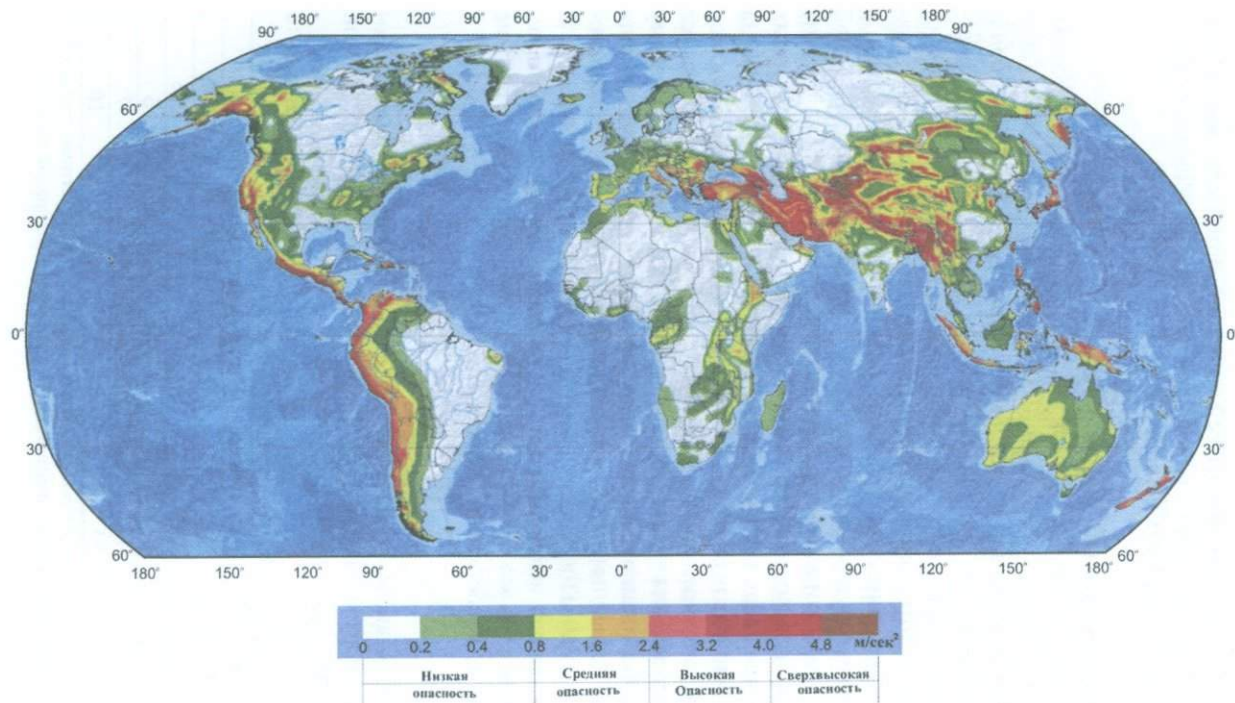 180° 150° 120° 90° 60° 30° 0° 30° 60° 90° 120° 150° 180°
90° 90°
60° 60°
30° 30°
0° 0
30° 30°
60° 60°
180° 150° 120° 90° 60° 30° 0° 30° 60° 90° 120° 150° 180°
0 0.2 0.4 0.8 1.6 2.4 3.2 4.0 4.8 м/сек²
Низкая Средняя Высокая Сверхвысокая
опасность опасность Опасность опасность